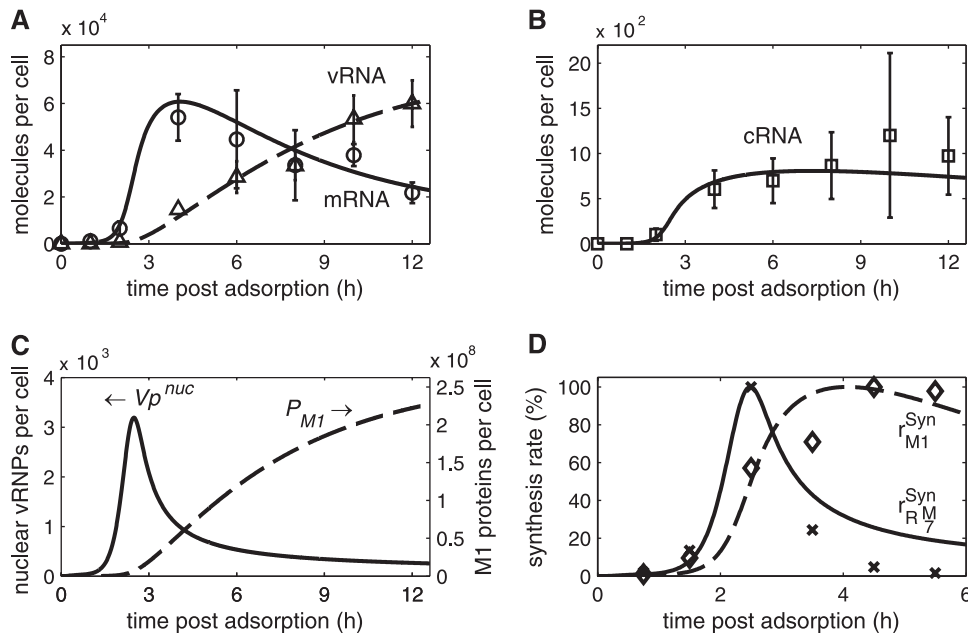 A
x 10^4
molecules per cell
8
6
4
2
0
vRNA
mRNA
0 3 6 9 12
time post adsorption (h)
B
x 10^2
molecules per cell
20
15
10
5
0
cRNA
0 3 6 9 12
time post adsorption (h)
C
x 10^3
nuclear vRNPs per cell
4
3
2
1
0
← Vp^nuc
P_M1 →
x 10^8
M1 proteins per cell
2.5
2
1.5
1
0.5
0
0 3 6 9 12
time post adsorption (h)
D
synthesis rate (%)
100
80
60
40
20
0
r^Syn_M1
r^Syn_R^M_7
0 2 4 6
time post adsorption (h)